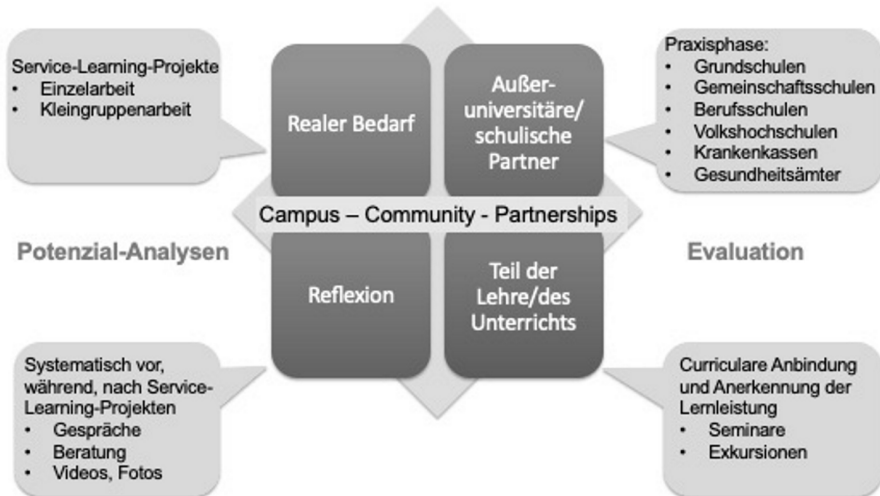 Service-Learning-Projekte
• Einzelarbeit
• Kleingruppenarbeit
Realer Bedarf
Außer-
universitäre/
schulische
Partner
Praxisphase:
• Grundschulen
• Gemeinschaftsschulen
• Berufsschulen
• Volkshochschulen
• Krankenkassen
• Gesundheitsämter
Campus – Community - Partnerships
Potenzial-Analysen
Evaluation
Reflexion
Teil der
Lehre/des
Unterrichts
Systematisch vor,
während, nach Service-
Learning-Projekten
• Gespräche
• Beratung
• Videos, Fotos
Curriculare Anbindung
und Anerkennung der
Lernleistung
• Seminare
• Exkursionen